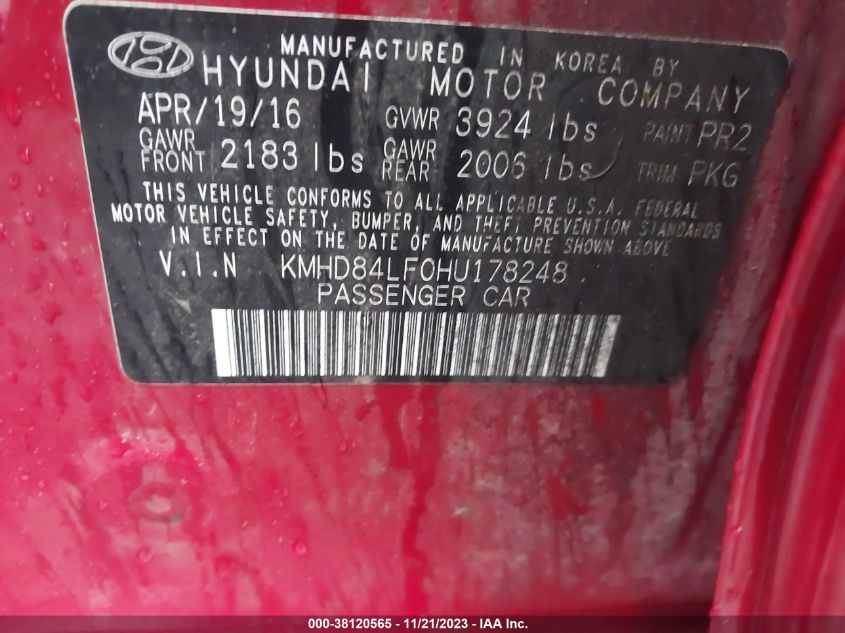 MANUFACTURED IN KOREA BY
HYUNDAI MOTOR COMPANY
APR/19/16 GVWR 3924 lbs PAINT PR2
GAWR FRONT 2183 lbs GAWR REAR 2006 lbs TRIM PKG
THIS VEHICLE CONFORMS TO ALL APPLICABLE U.S.A. FEDERAL
MOTOR VEHICLE SAFETY, BUMPER, AND THEFT PREVENTION STANDARDS
IN EFFECT ON THE DATE OF MANUFACTURE SHOWN ABOVE.
V.I.N KMHD84LF0HU178248
PASSENGER CAR
000-38120565 - 11/21/2023 - IAA Inc.